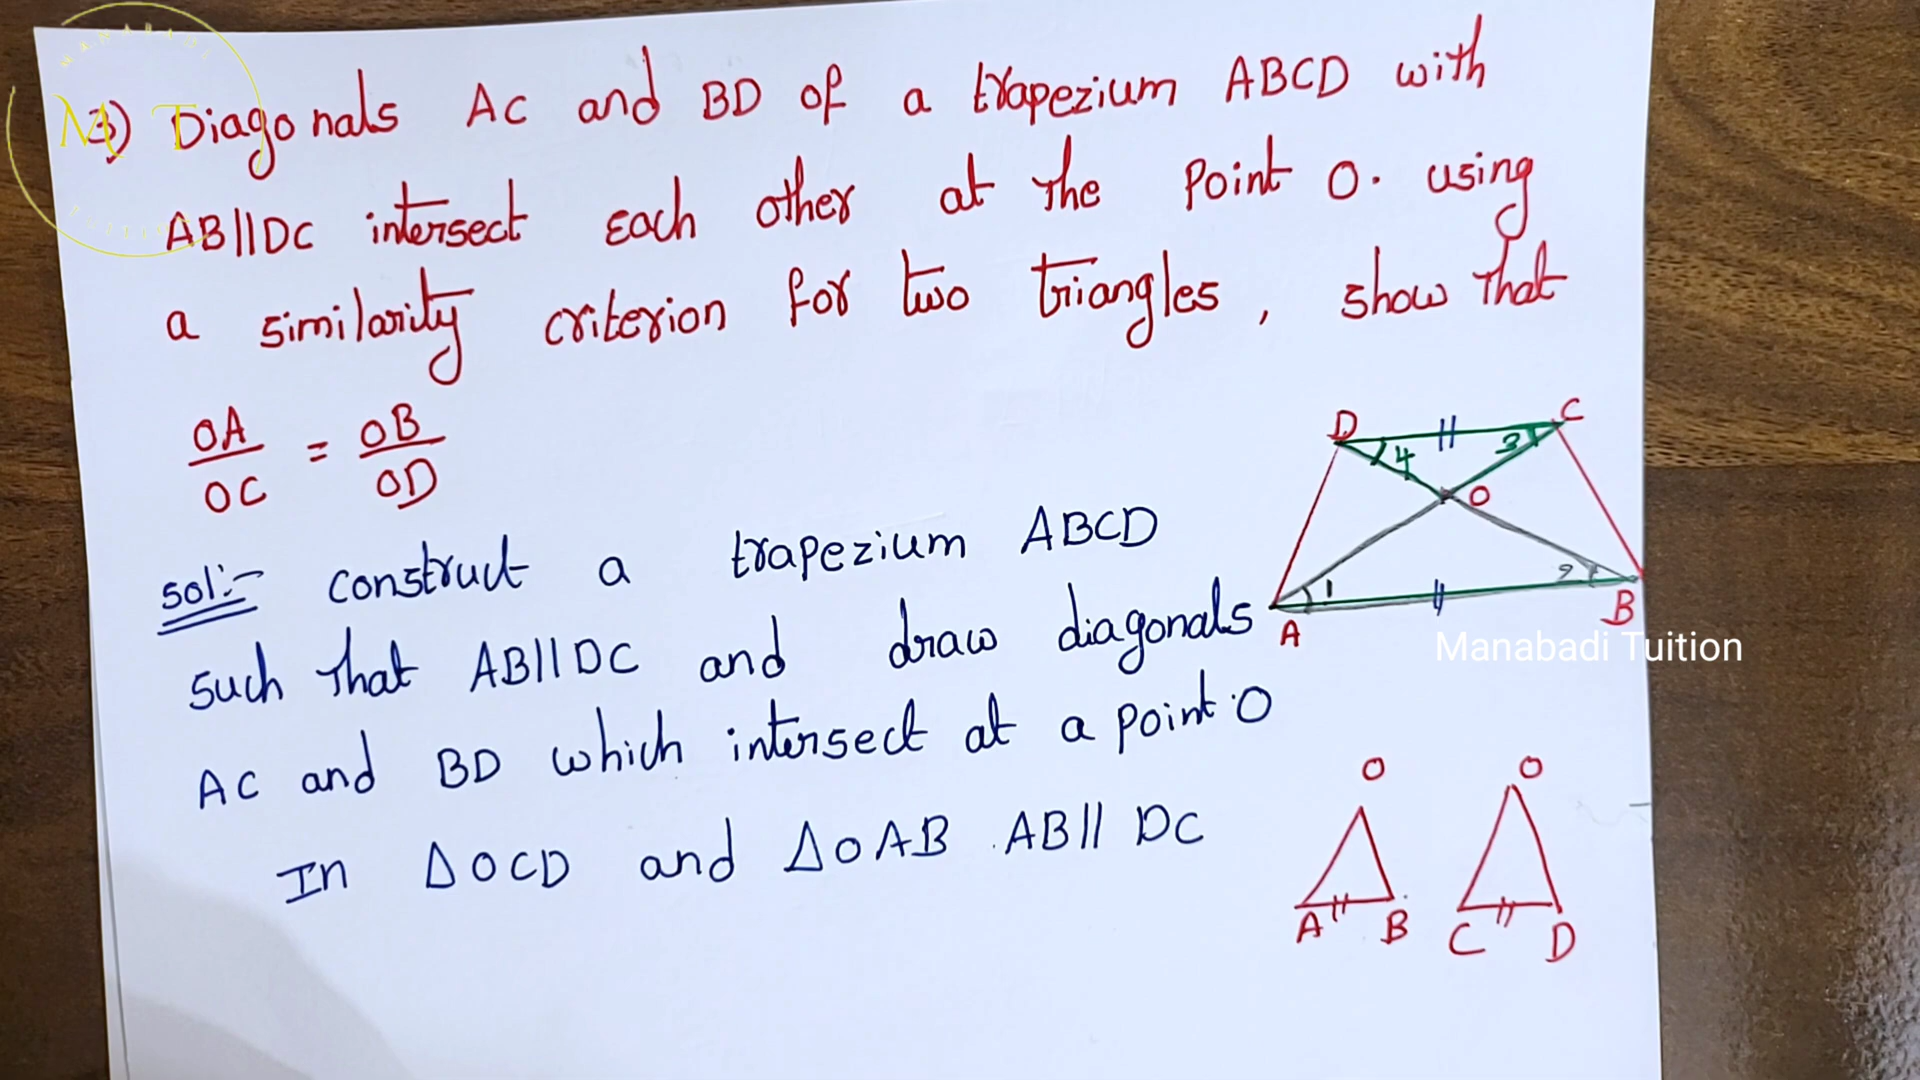 3) Diagonals AC and BD of a trapezium ABCD with
AB||DC intersect each other at the point O. using
a similarity criterion for two triangles, show that
OA/OC = OB/OD
sol:- construct a trapezium ABCD
such that AB||DC and draw diagonals
AC and BD which intersect at a point O
In ΔOCD and ΔOAB AB|| DC
D C
4 3
O
1 2
A B
Manabadi Tuition
O O
A B C D
M T